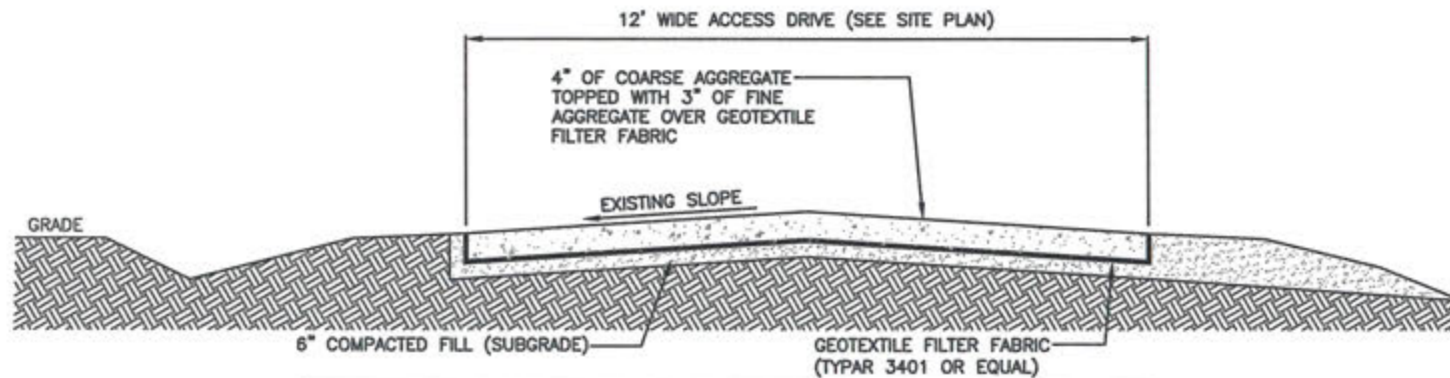 12' WIDE ACCESS DRIVE (SEE SITE PLAN)
4" OF COARSE AGGREGATE
TOPPED WITH 3" OF FINE
AGGREGATE OVER GEOTEXTILE
FILTER FABRIC
EXISTING SLOPE
GRADE
6" COMPACTED FILL (SUBGRADE)
GEOTEXTILE FILTER FABRIC
(TYPAR 3401 OR EQUAL)